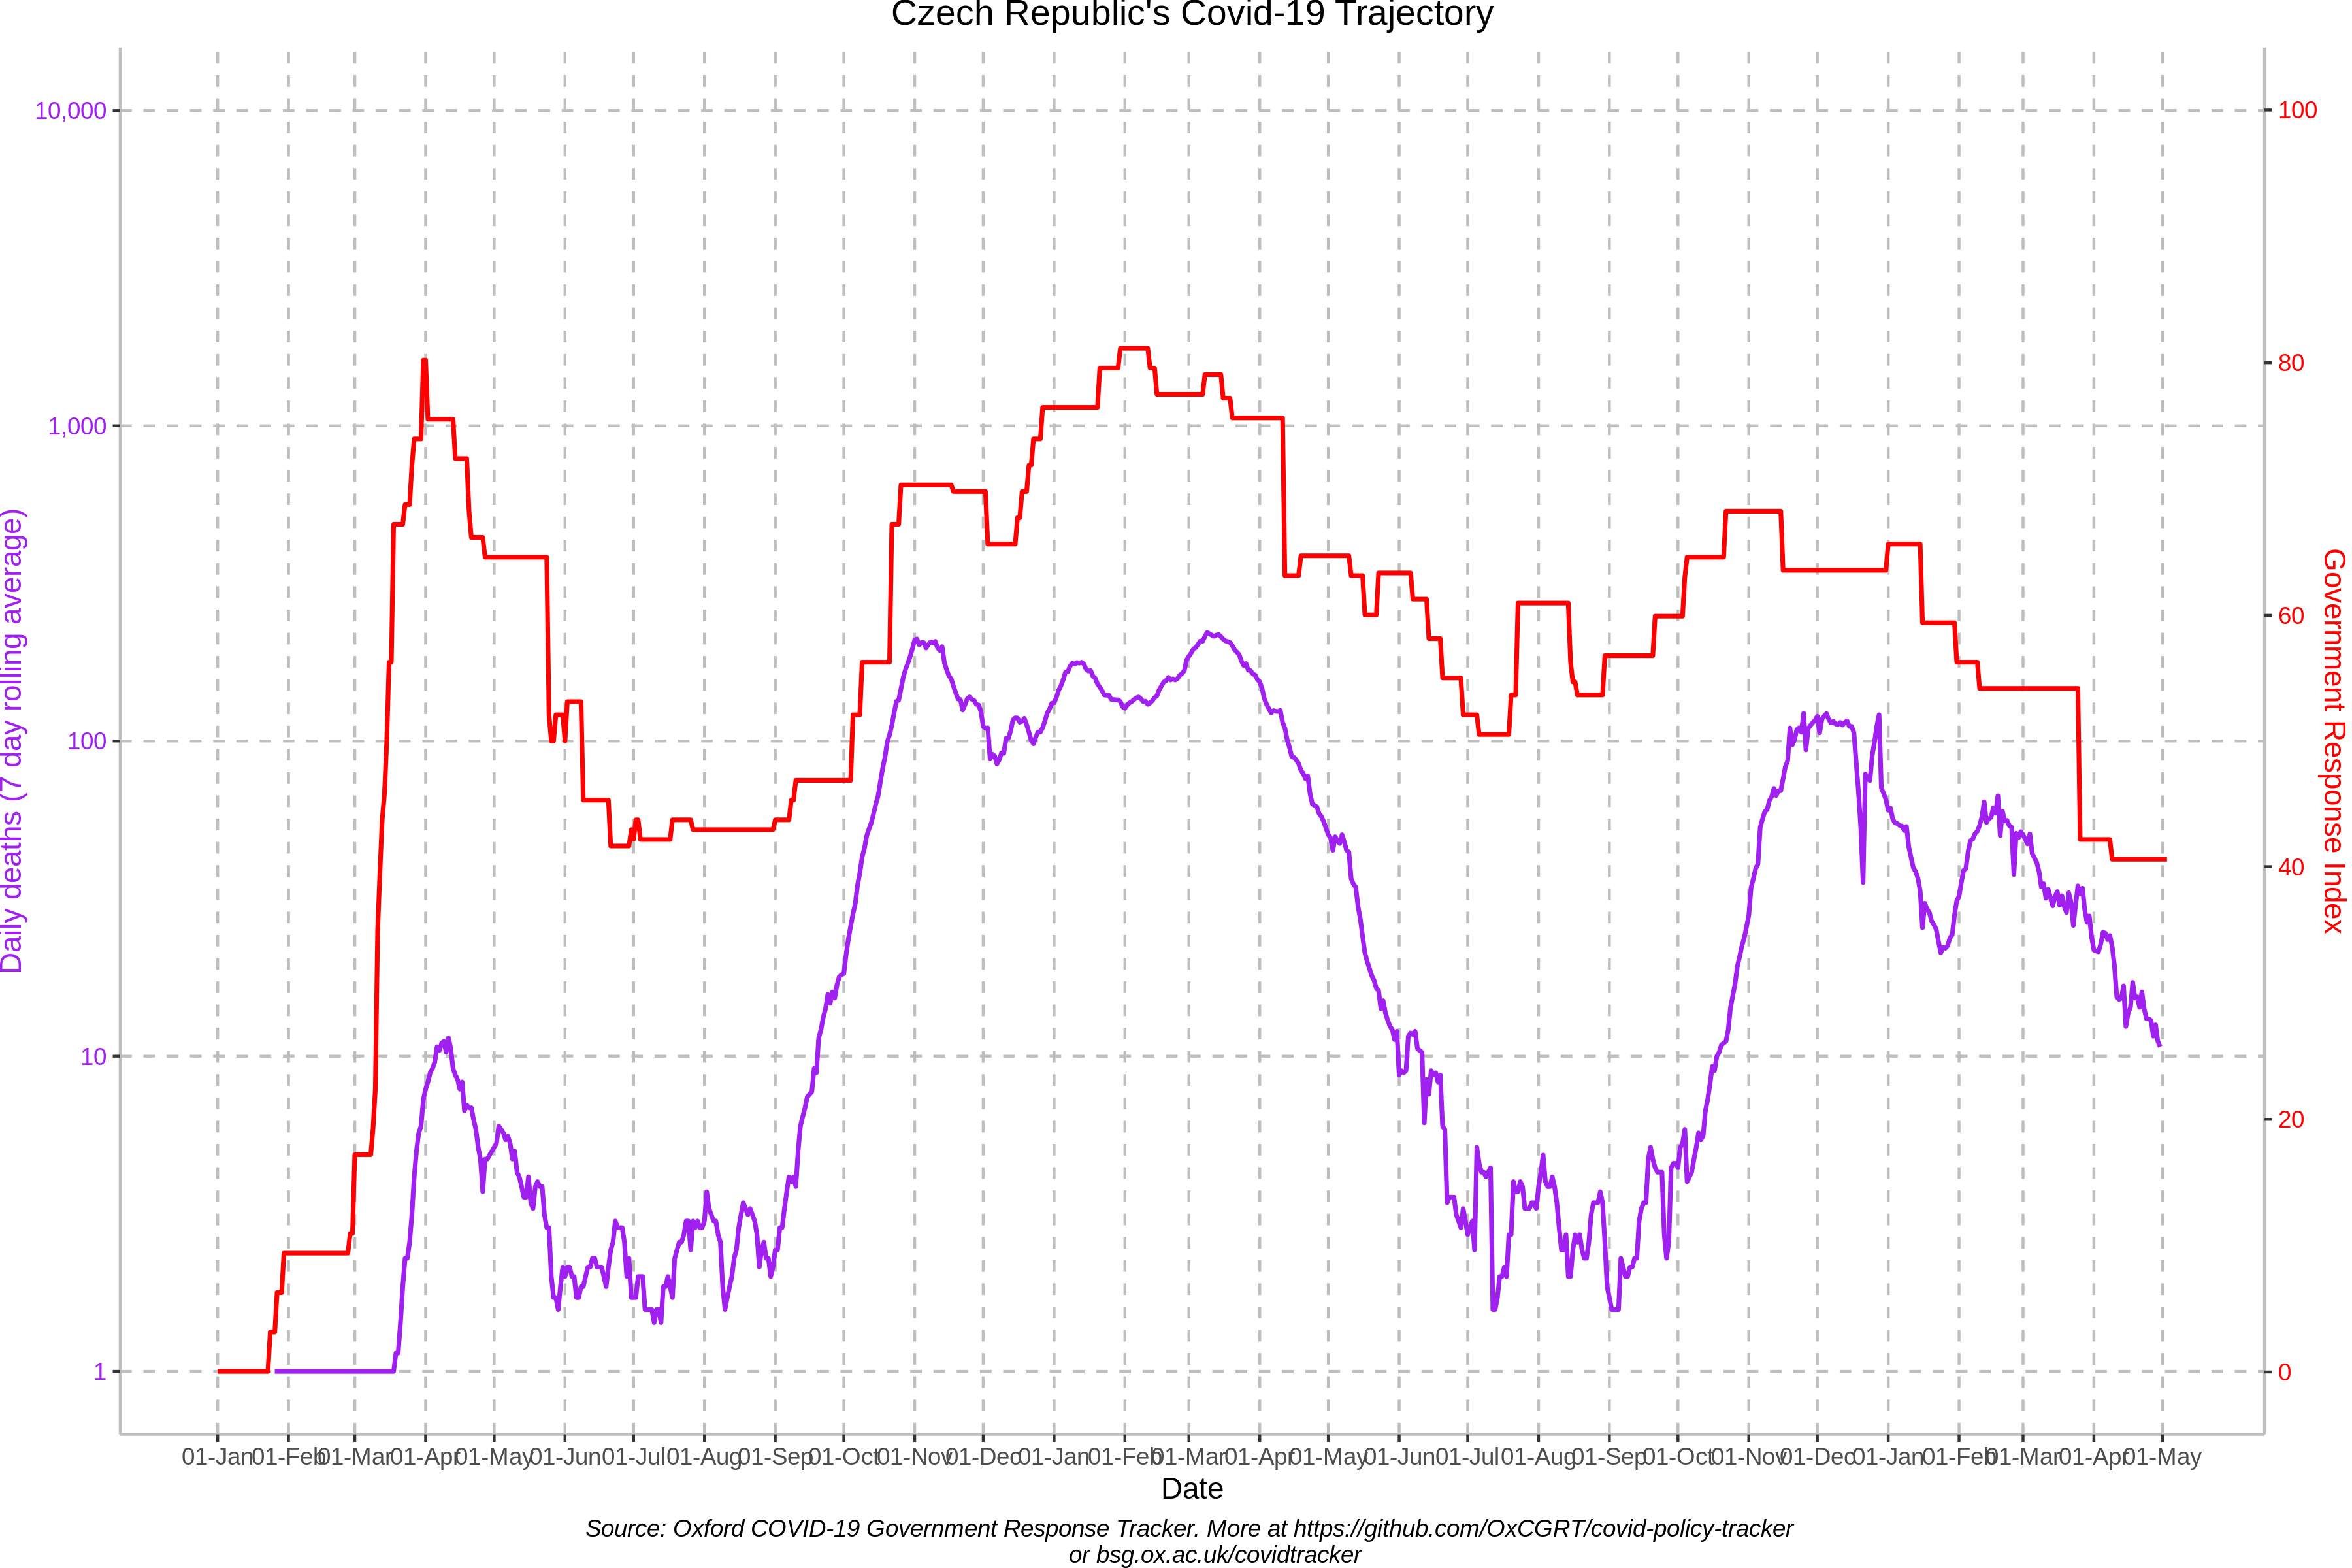 Czech Republic's Covid-19 Trajectory
10,000
1,000
100
10
1
Daily deaths (7 day rolling average)
100
80
60
40
20
0
Government Response Index
01-Jan 01-Feb 01-Mar 01-Apr 01-May 01-Jun 01-Jul 01-Aug 01-Sep 01-Oct 01-Nov 01-Dec 01-Jan 01-Feb 01-Mar 01-Apr 01-May 01-Jun 01-Jul 01-Aug 01-Sep 01-Oct 01-Nov 01-Dec 01-Jan 01-Feb 01-Mar 01-Apr 01-May
Date
Source: Oxford COVID-19 Government Response Tracker. More at https://github.com/OxCGRT/covid-policy-tracker
or bsg.ox.ac.uk/covidtracker